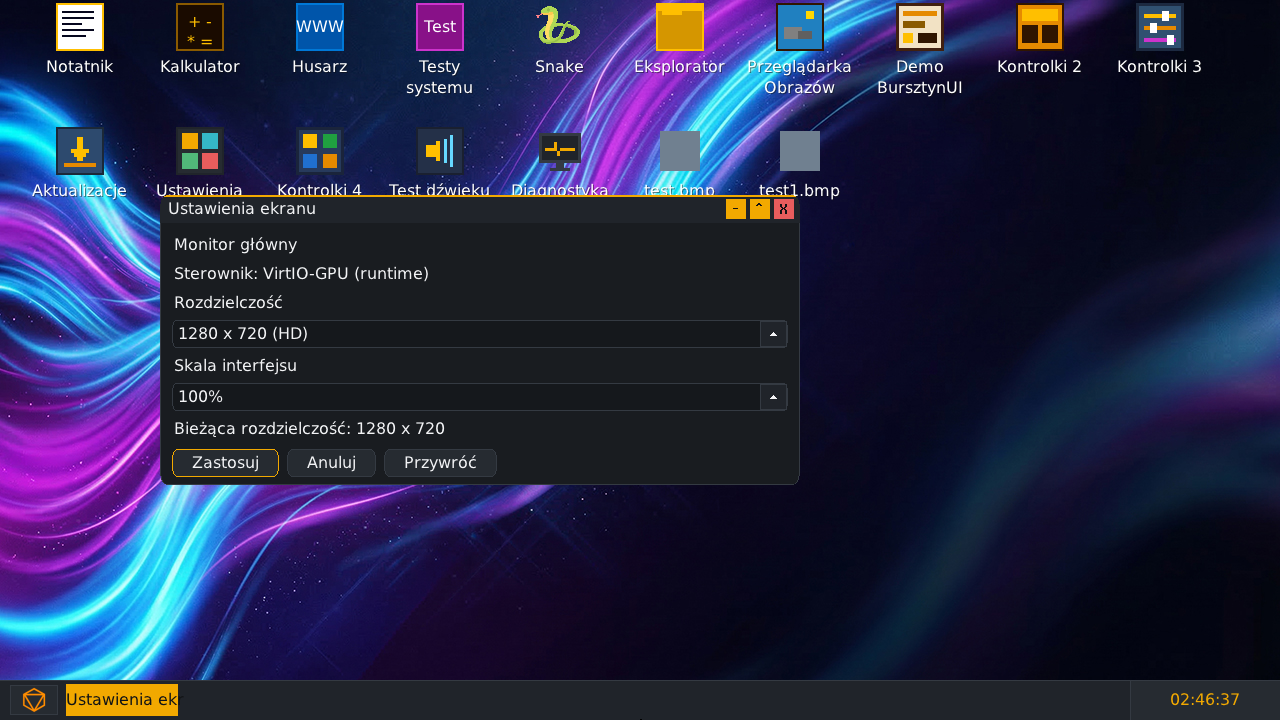 + -
* =
WWW
Test
Notatnik
Kalkulator
Husarz
Testy
systemu
Snake
Eksplorator
Przeglądarka
Obrazów
Demo
BursztynUI
Kontrolki 2
Kontrolki 3
Aktualizacje
Ustawienia
Kontrolki 4
Test dźwięku
Diagnostyka
test.bmp
test1.bmp
Ustawienia ekranu
- ^ X
Monitor główny
Sterownik: VirtIO-GPU (runtime)
Rozdzielczość
1280 x 720 (HD)
Skala interfejsu
100%
Bieżąca rozdzielczość: 1280 x 720
Zastosuj Anuluj Przywróć
Ustawienia ekr
02:46:37